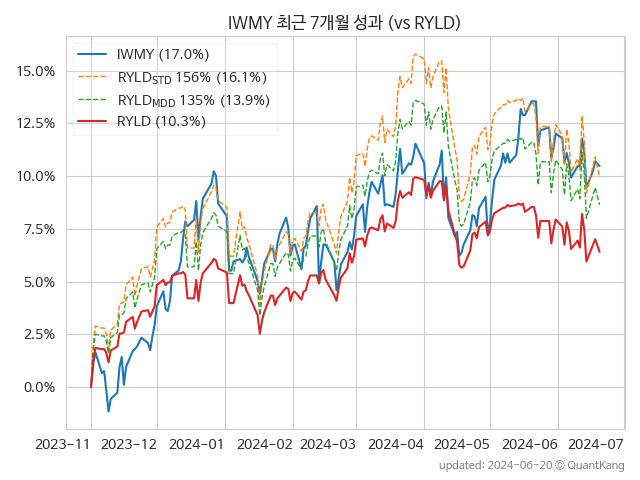 IWMY 최근 7개월 성과 (vs RYLD)
IWMY (17.0%)
RYLD_STD 156% (16.1%)
RYLD_MDD 135% (13.9%)
RYLD (10.3%)
15.0%
12.5%
10.0%
7.5%
5.0%
2.5%
0.0%
2023-11 2023-12 2024-01 2024-02 2024-03 2024-04 2024-05 2024-06 2024-07
updated: 2024-06-20 © QuantKang